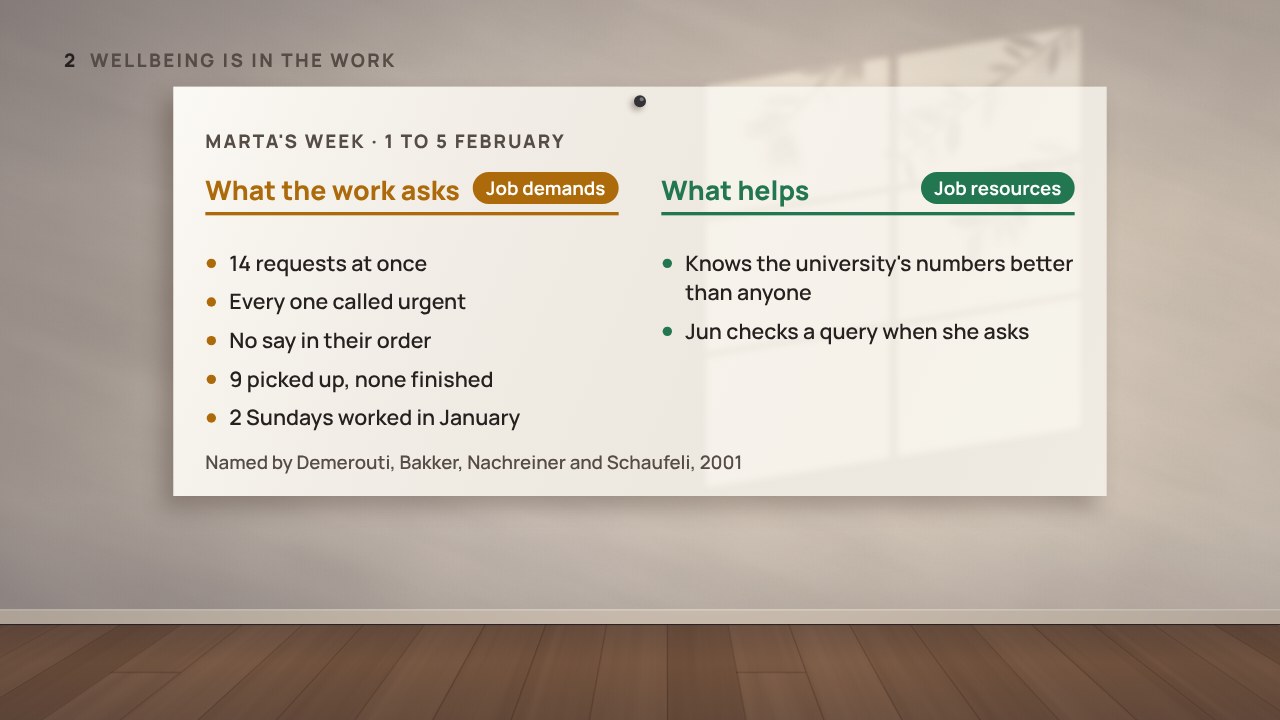 2 WELLBEING IS IN THE WORK
MARTA'S WEEK · 1 TO 5 FEBRUARY
What the work asks Job demands
14 requests at once
Every one called urgent
No say in their order
9 picked up, none finished
2 Sundays worked in January
What helps Job resources
Knows the university's numbers better
than anyone
Jun checks a query when she asks
Named by Demerouti, Bakker, Nachreiner and Schaufeli, 2001